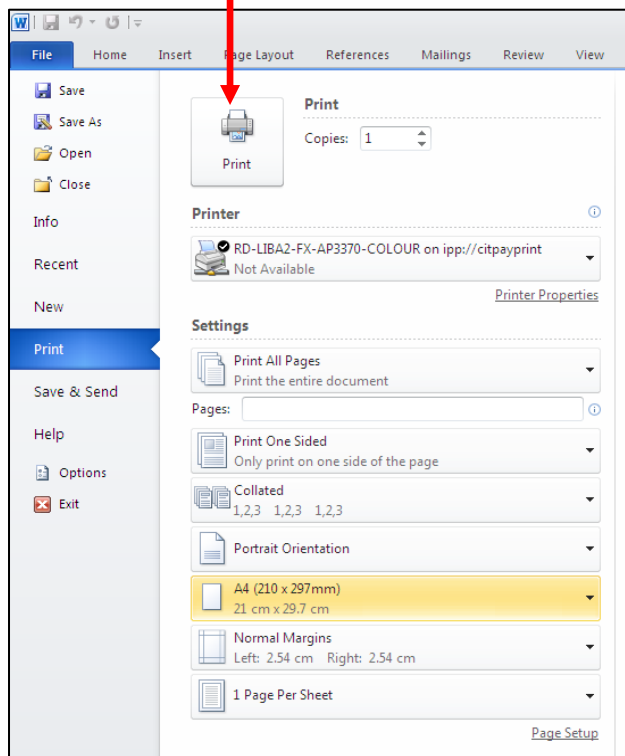 W
File Home Insert Page Layout References Mailings Review View
Save
Save As
Open
Close
Info
Recent
New
Print
Save & Send
Help
Options
Exit
Print
Print
Copies: 1
Printer
RD-LIBA2-FX-AP3370-COLOUR on ipp://citpayprint
Not Available
Printer Properties
Settings
Print All Pages
Print the entire document
Pages:
Print One Sided
Only print on one side of the page
Collated
1,2,3 1,2,3 1,2,3
Portrait Orientation
A4 (210 x 297mm)
21 cm x 29.7 cm
Normal Margins
Left: 2.54 cm Right: 2.54 cm
1 Page Per Sheet
Page Setup